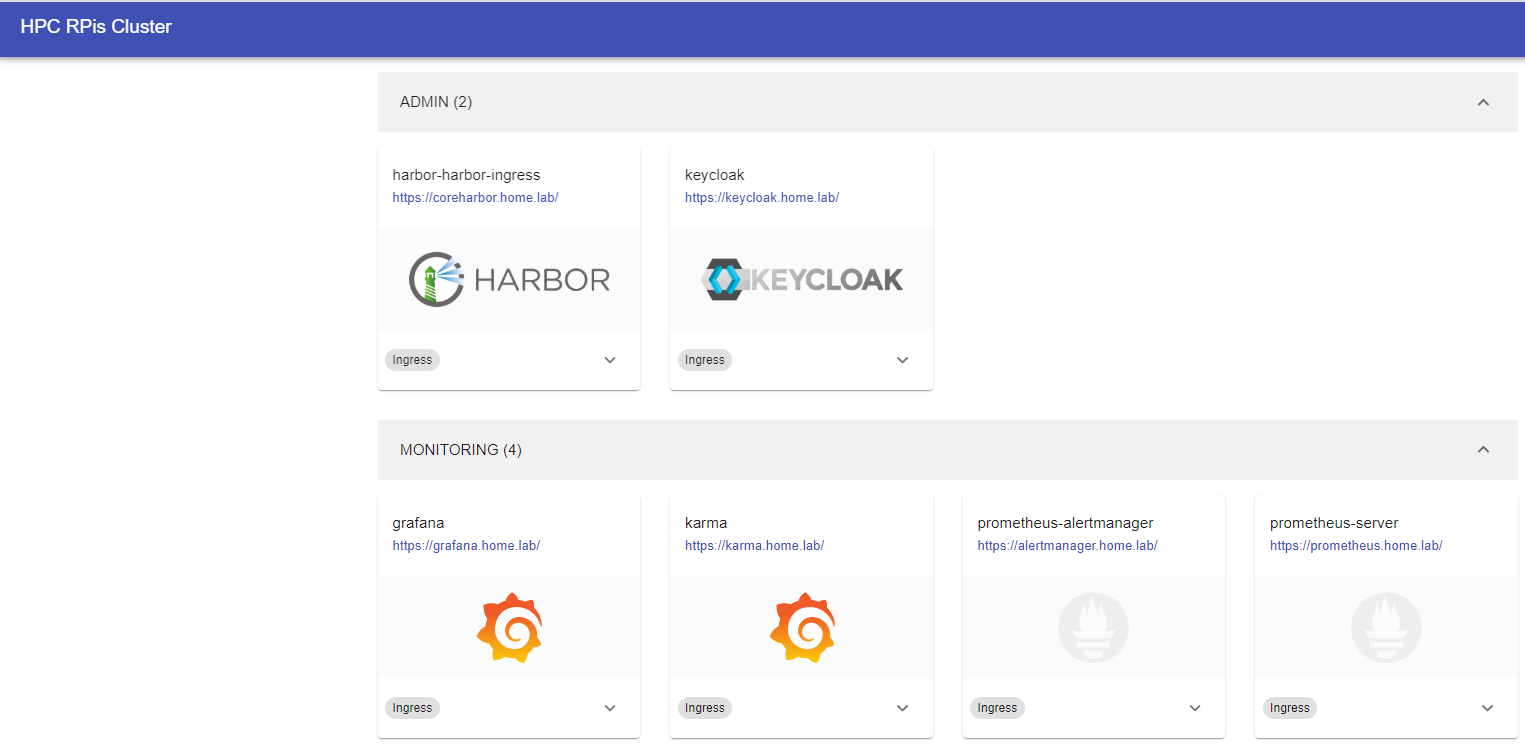 HPC RPis Cluster
ADMIN (2)
harbor-harbor-ingress
https://coreharbor.home.lab/
HARBOR
Ingress
keycloak
https://keycloak.home.lab/
KEYCLOAK
Ingress
MONITORING (4)
grafana
https://grafana.home.lab/
Ingress
karma
https://karma.home.lab/
Ingress
prometheus-alertmanager
https://alertmanager.home.lab/
Ingress
prometheus-server
https://prometheus.home.lab/
Ingress